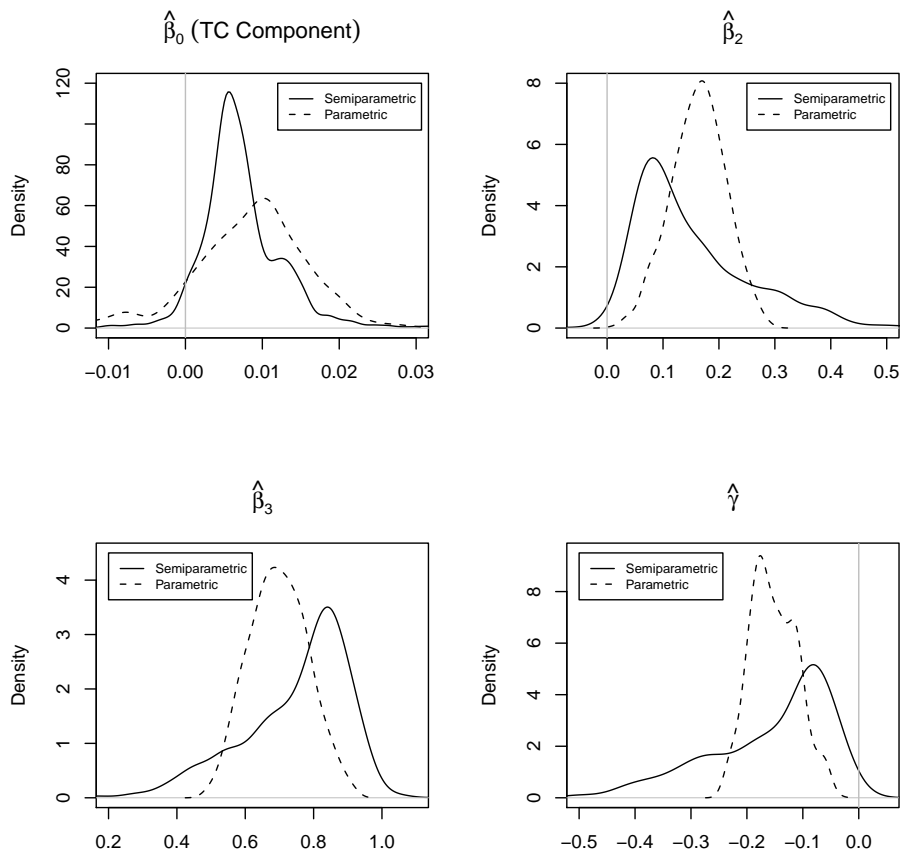 β̂0 (TC Component)
Density
0 20 40 60 80 120
−0.01 0.00 0.01 0.02 0.03
Semiparametric
Parametric
β̂2
Density
0 2 4 6 8
0.0 0.1 0.2 0.3 0.4 0.5
Semiparametric
Parametric
β̂3
Density
0 1 2 3 4
0.2 0.4 0.6 0.8 1.0
Semiparametric
Parametric
γ̂
Density
0 2 4 6 8
−0.5 −0.4 −0.3 −0.2 −0.1 0.0
Semiparametric
Parametric